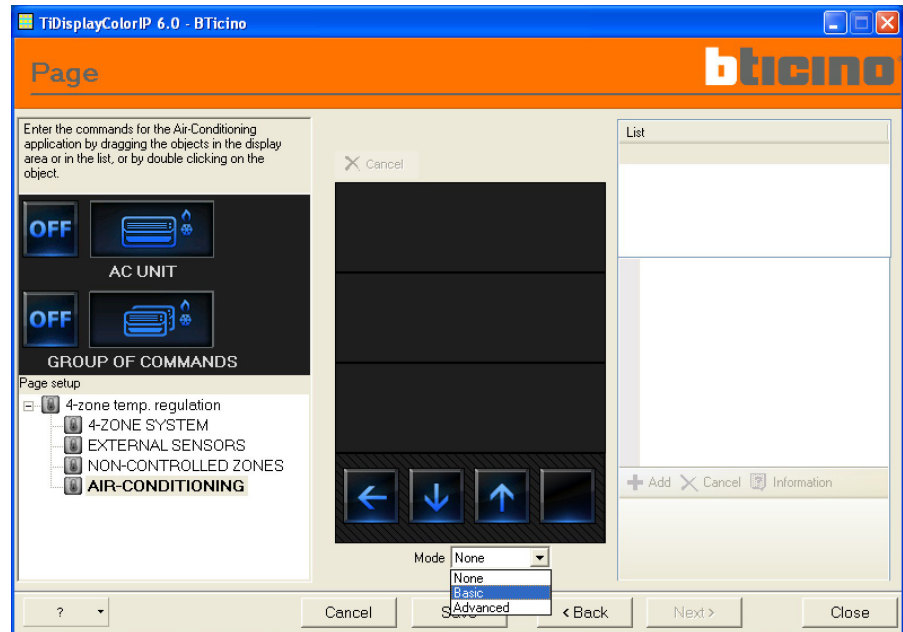 TiDisplayColorIP 6.0 - BTicino
Page
bticino
Enter the commands for the Air-Conditioning
application by dragging the objects in the display
area or in the list, or by double clicking on the
object.
Cancel
List
OFF
AC UNIT
OFF
GROUP OF COMMANDS
Page setup
4-zone temp. regulation
4-ZONE SYSTEM
EXTERNAL SENSORS
NON-CONTROLLED ZONES
AIR-CONDITIONING
Add Cancel Information
Mode None
None
Basic
Advanced
? Cancel Save < Back Next > Close